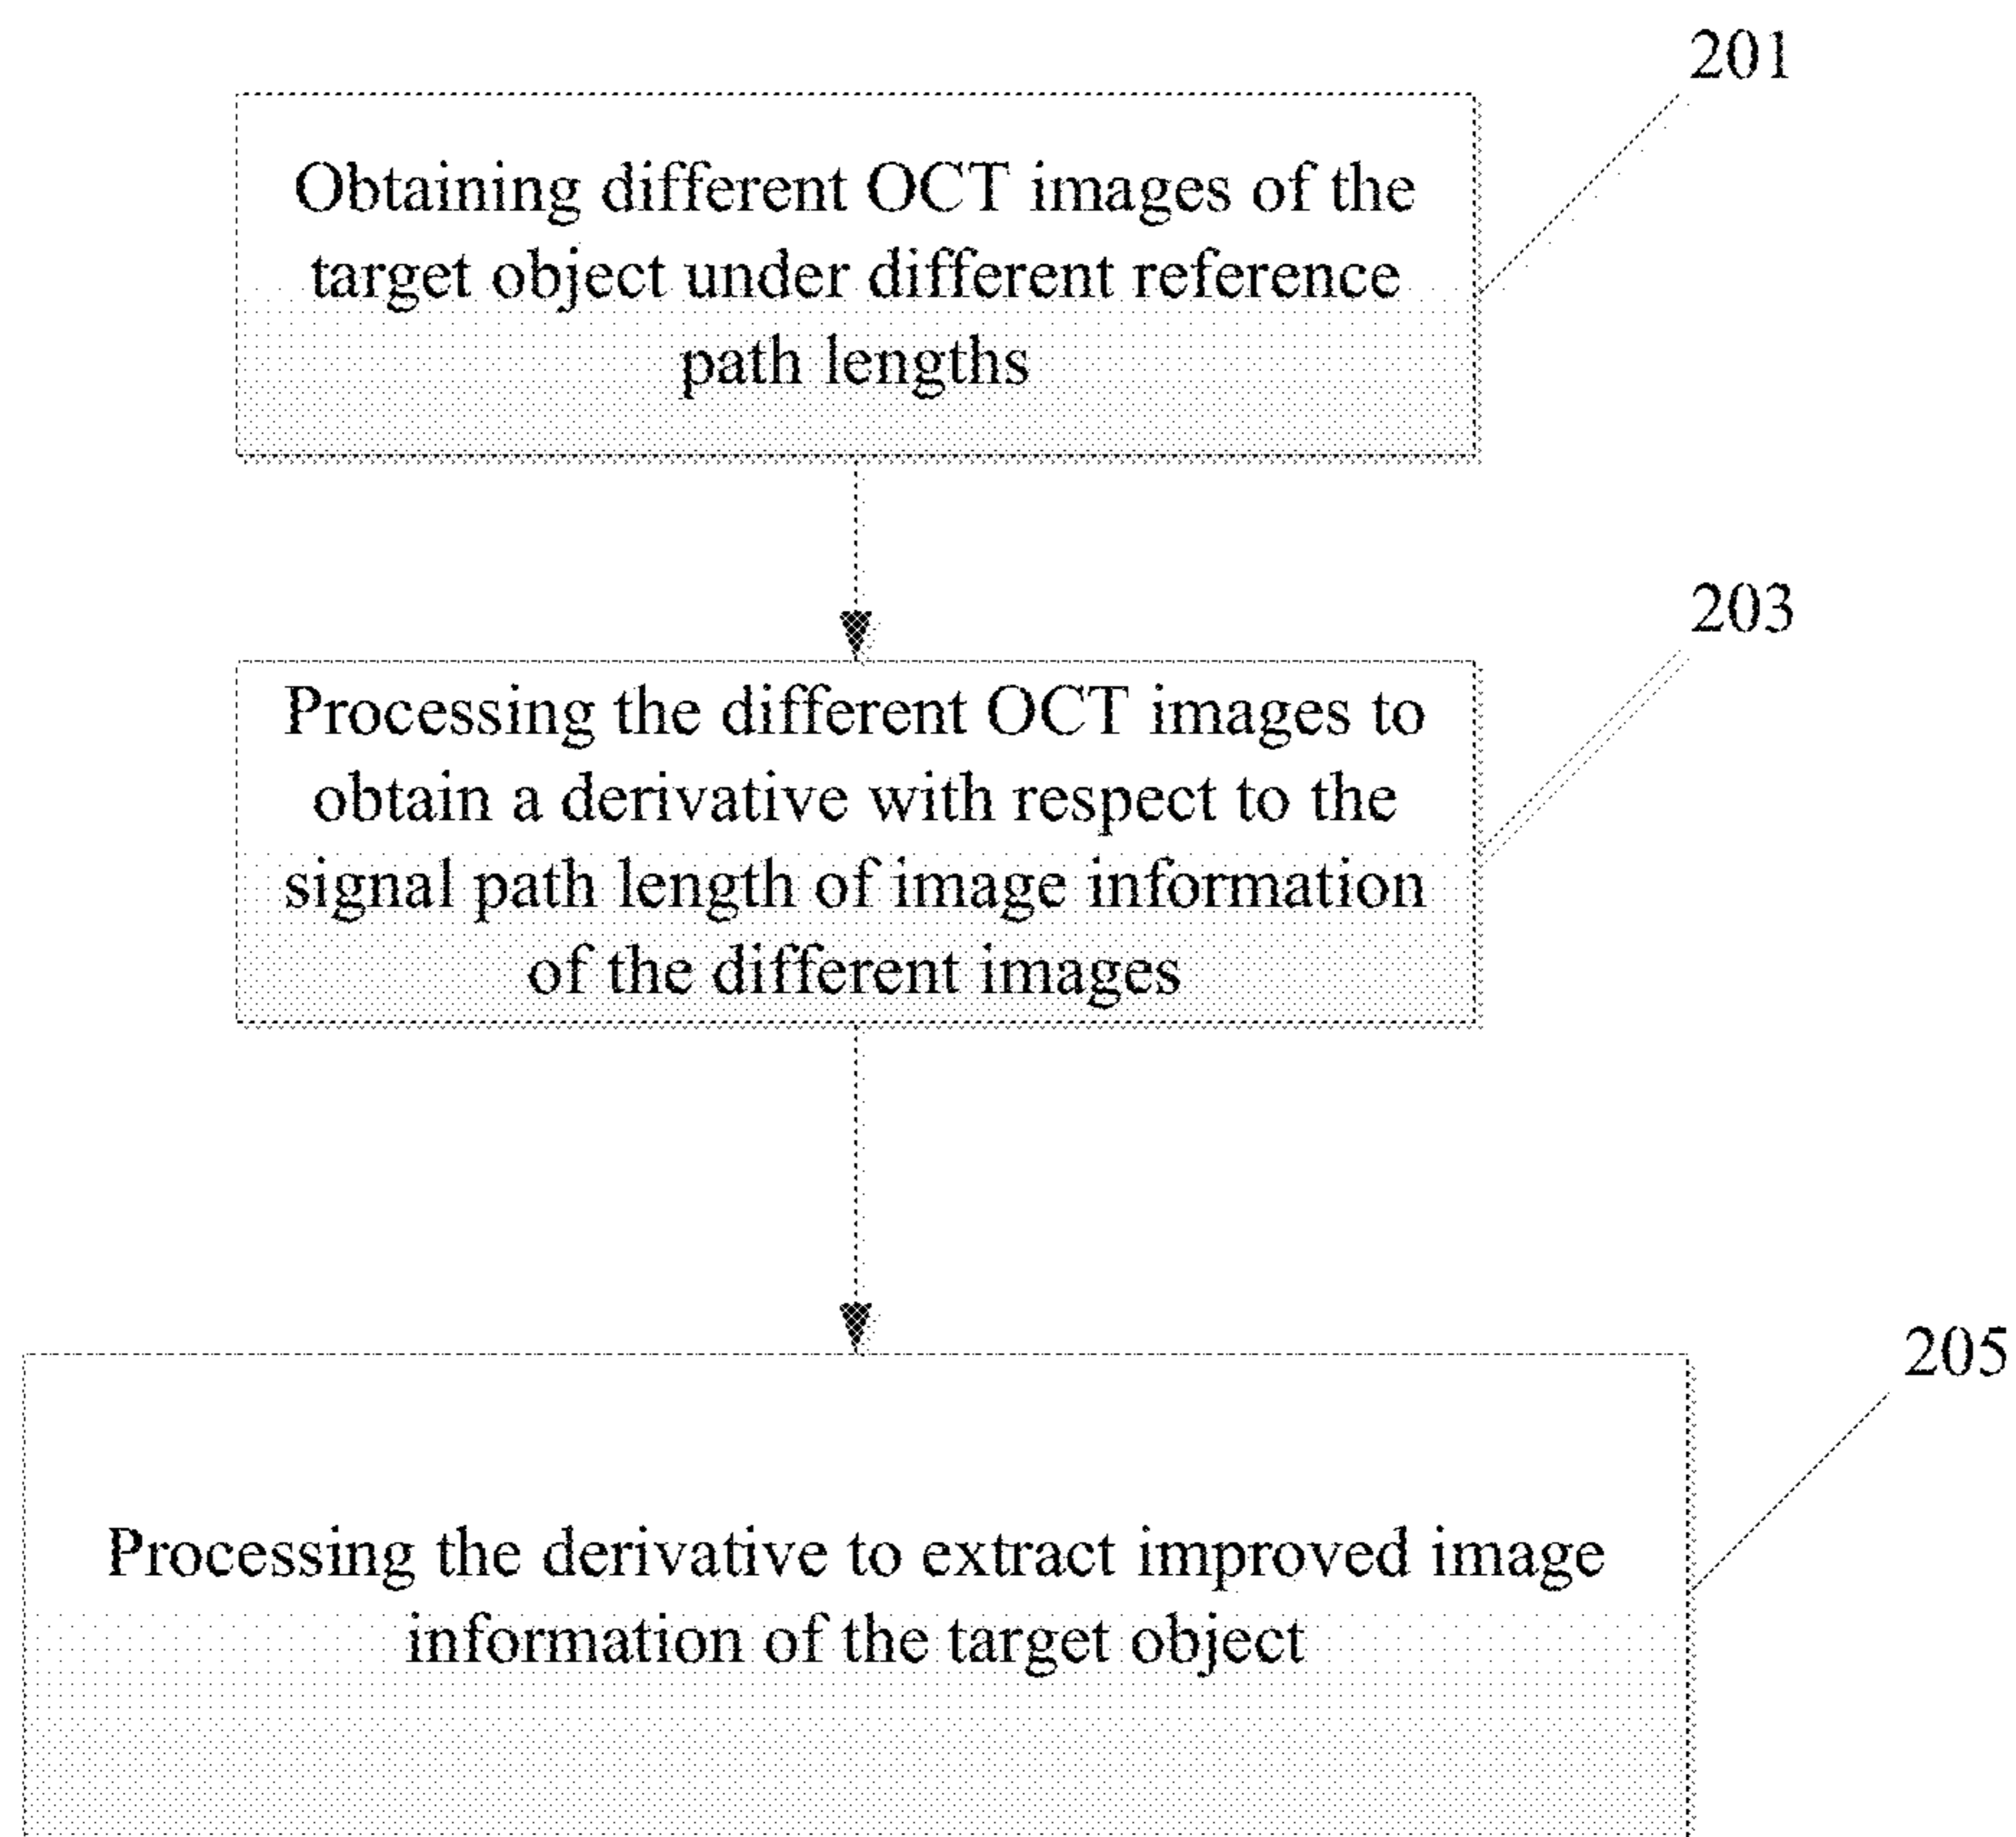 201
Obtaining different OCT images of the
target object under different reference
path lengths
203
Processing the different OCT images to
obtain a derivative with respect to the
signal path length of image information
of the different images
205
Processing the derivative to extract improved image
information of the target object